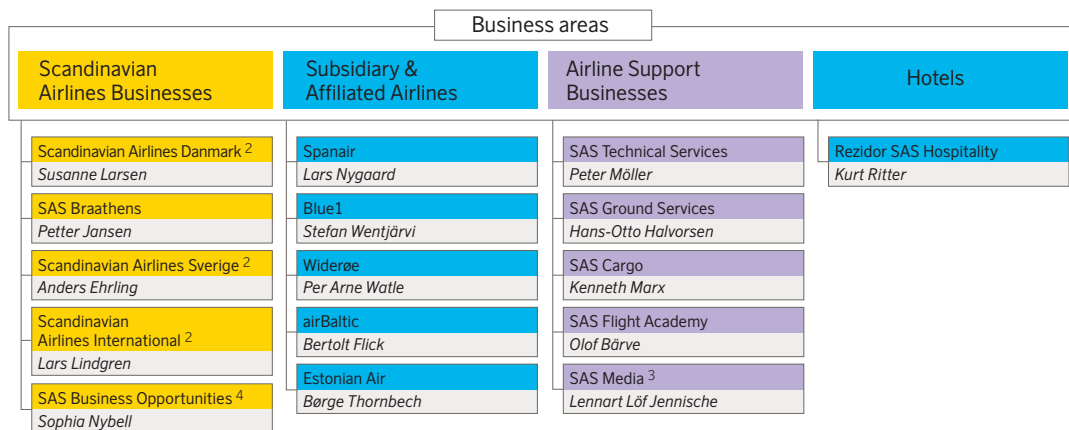 Business areas
Scandinavian
Airlines Businesses
Scandinavian Airlines Danmark 2
Susanne Larsen
SAS Braathens
Petter Jansen
Scandinavian Airlines Sverige 2
Anders Ehrling
Scandinavian
Airlines International 2
Lars Lindgren
SAS Business Opportunities 4
Sophia Nybell
Subsidiary &
Affiliated Airlines
Spanair
Lars Nygaard
Blue1
Stefan Wentjärvi
Widerøe
Per Arne Watle
airBaltic
Bertolt Flick
Estonian Air
Børge Thornbech
Airline Support
Businesses
SAS Technical Services
Peter Möller
SAS Ground Services
Hans-Otto Halvorsen
SAS Cargo
Kenneth Marx
SAS Flight Academy
Olof Bärve
SAS Media 3
Lennart Löf Jennische
Hotels
Rezidor SAS Hospitality
Kurt Ritter